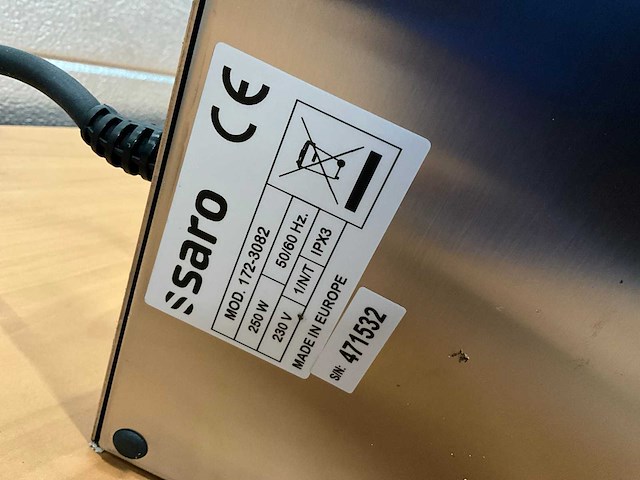 saro
CE
MOD. 172-3082
250 W
50/60 Hz.
230 V
1/N/T
IPX3
MADE IN EUROPE
S/N: 471532